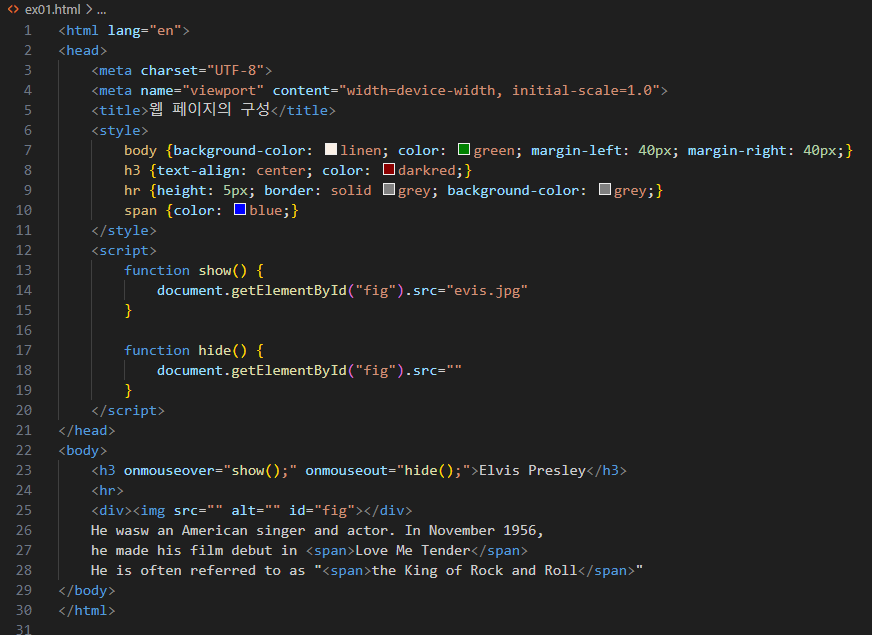 <> ex01.html > ...
1 <html lang="en">
2 <head>
3 <meta charset="UTF-8">
4 <meta name="viewport" content="width=device-width, initial-scale=1.0">
5 <title>웹 페이지의 구성</title>
6 <style>
7 body {background-color: linen; color: green; margin-left: 40px; margin-right: 40px;}
8 h3 {text-align: center; color: darkred;}
9 hr {height: 5px; border: solid grey; background-color: grey;}
10 span {color: blue;}
11 </style>
12 <script>
13 function show() {
14 document.getElementById("fig").src="evis.jpg"
15 }
16
17 function hide() {
18 document.getElementById("fig").src=""
19 }
20 </script>
21 </head>
22 <body>
23 <h3 onmouseover="show();" onmouseout="hide();">Elvis Presley</h3>
24 <hr>
25 <div><img src="" alt="" id="fig"></div>
26 He wasw an American singer and actor. In November 1956,
27 he made his film debut in <span>Love Me Tender</span>
28 He is often referred to as "<span>the King of Rock and Roll</span>"
29 </body>
30 </html>
31